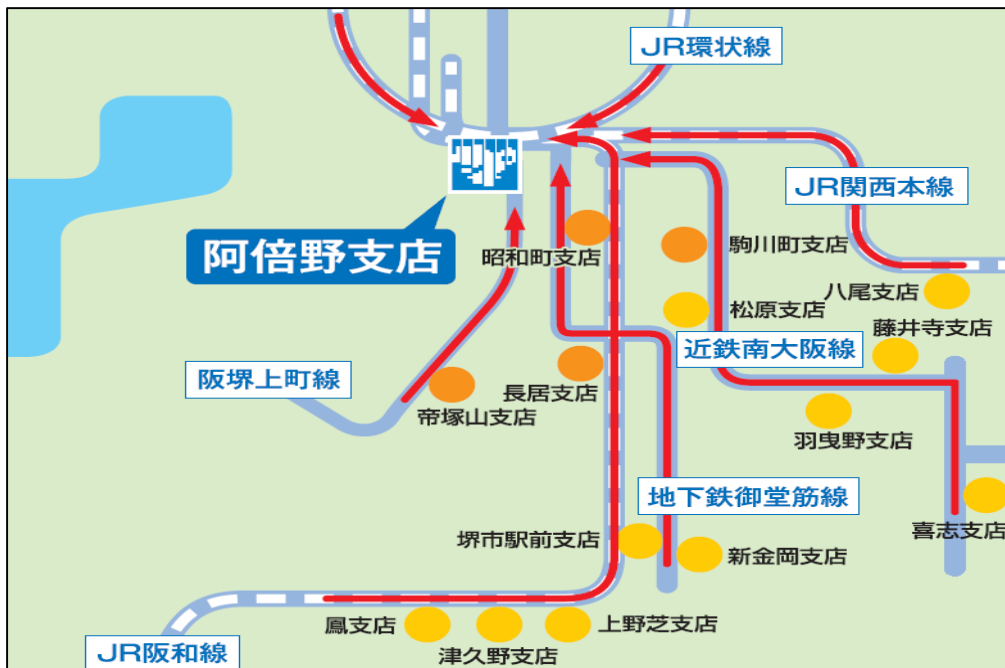 JR環状線
JR関西本線
阿倍野支店
昭和町支店
駒川町支店
八尾支店
松原支店
藤井寺支店
近鉄南大阪線
阪堺上町線
長居支店
帝塚山支店
羽曳野支店
地下鉄御堂筋線
喜志支店
堺市駅前支店
新金岡支店
鳳支店
上野芝支店
津久野支店
JR阪和線